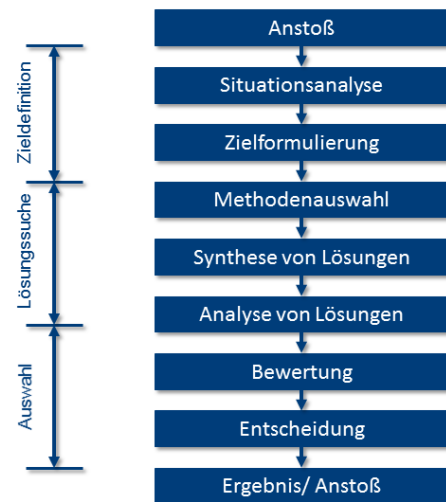 Anstoß
Situationsanalyse
Zielformulierung
Methodenauswahl
Synthese von Lösungen
Analyse von Lösungen
Bewertung
Entscheidung
Ergebnis/ Anstoß
Zieldefinition
Lösungssuche
Auswahl